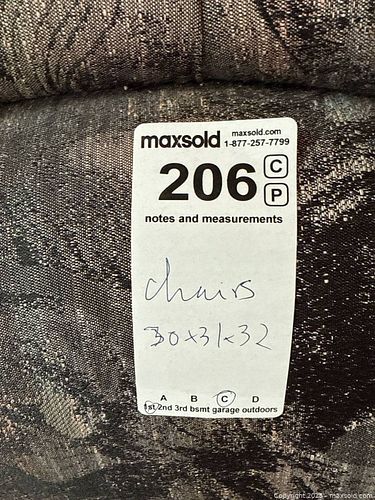 maxsold maxsold.com
1-877-257-7799
206 C
P
notes and measurements
chairs
30x31x32
A B C D
1st 2nd 3rd bsmt garage outdoors
Copyright 2025 - maxsold.com